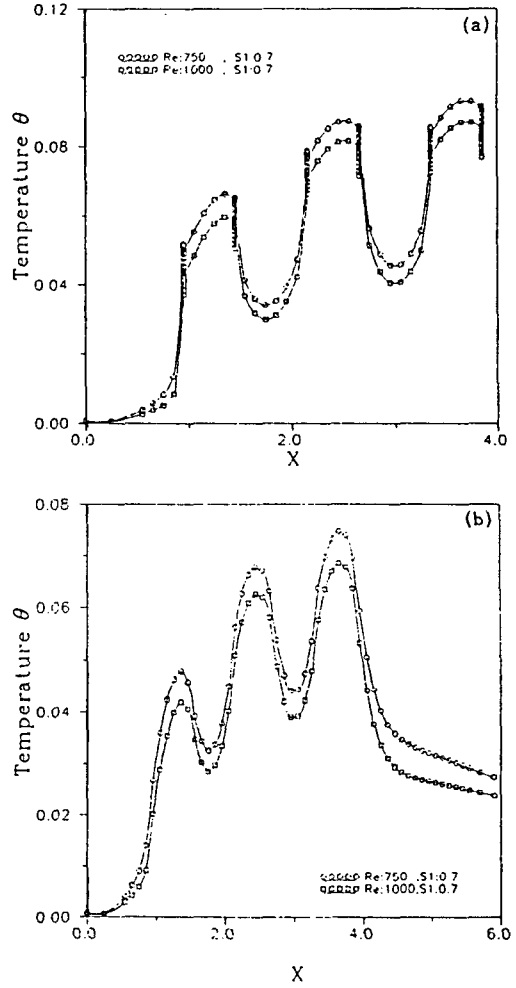 0.12
(a)
Re:750 , S1:0.7
Re:1000 , S1:0.7
0.08
Temperature θ
0.04
0.00
0.0 2.0 4.0
X
0.08
(b)
0.06
Temperature θ
0.04
0.02
Re:750 ,S1:0.7
Re:1000,S1:0.7
0.00
0.0 2.0 4.0 6.0
X